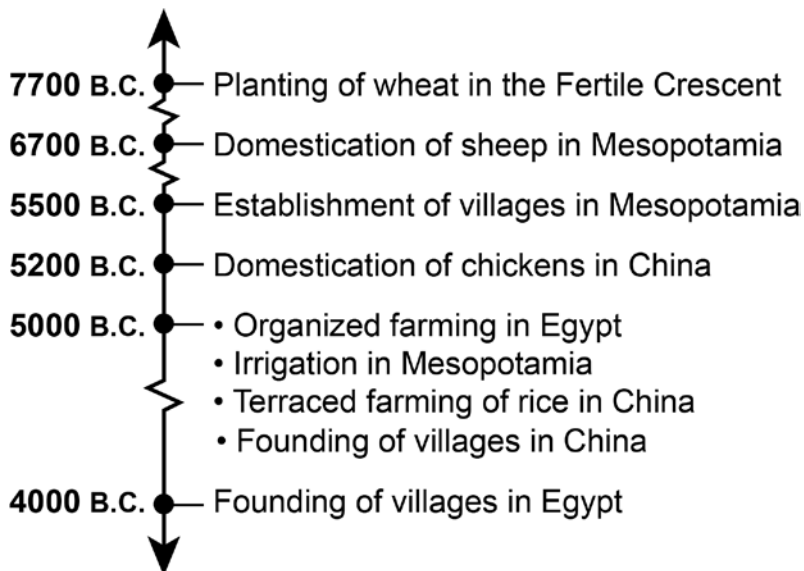 7700 B.C. Planting of wheat in the Fertile Crescent
6700 B.C. Domestication of sheep in Mesopotamia
5500 B.C. Establishment of villages in Mesopotamia
5200 B.C. Domestication of chickens in China
5000 B.C. • Organized farming in Egypt
• Irrigation in Mesopotamia
• Terraced farming of rice in China
• Founding of villages in China
4000 B.C. Founding of villages in Egypt